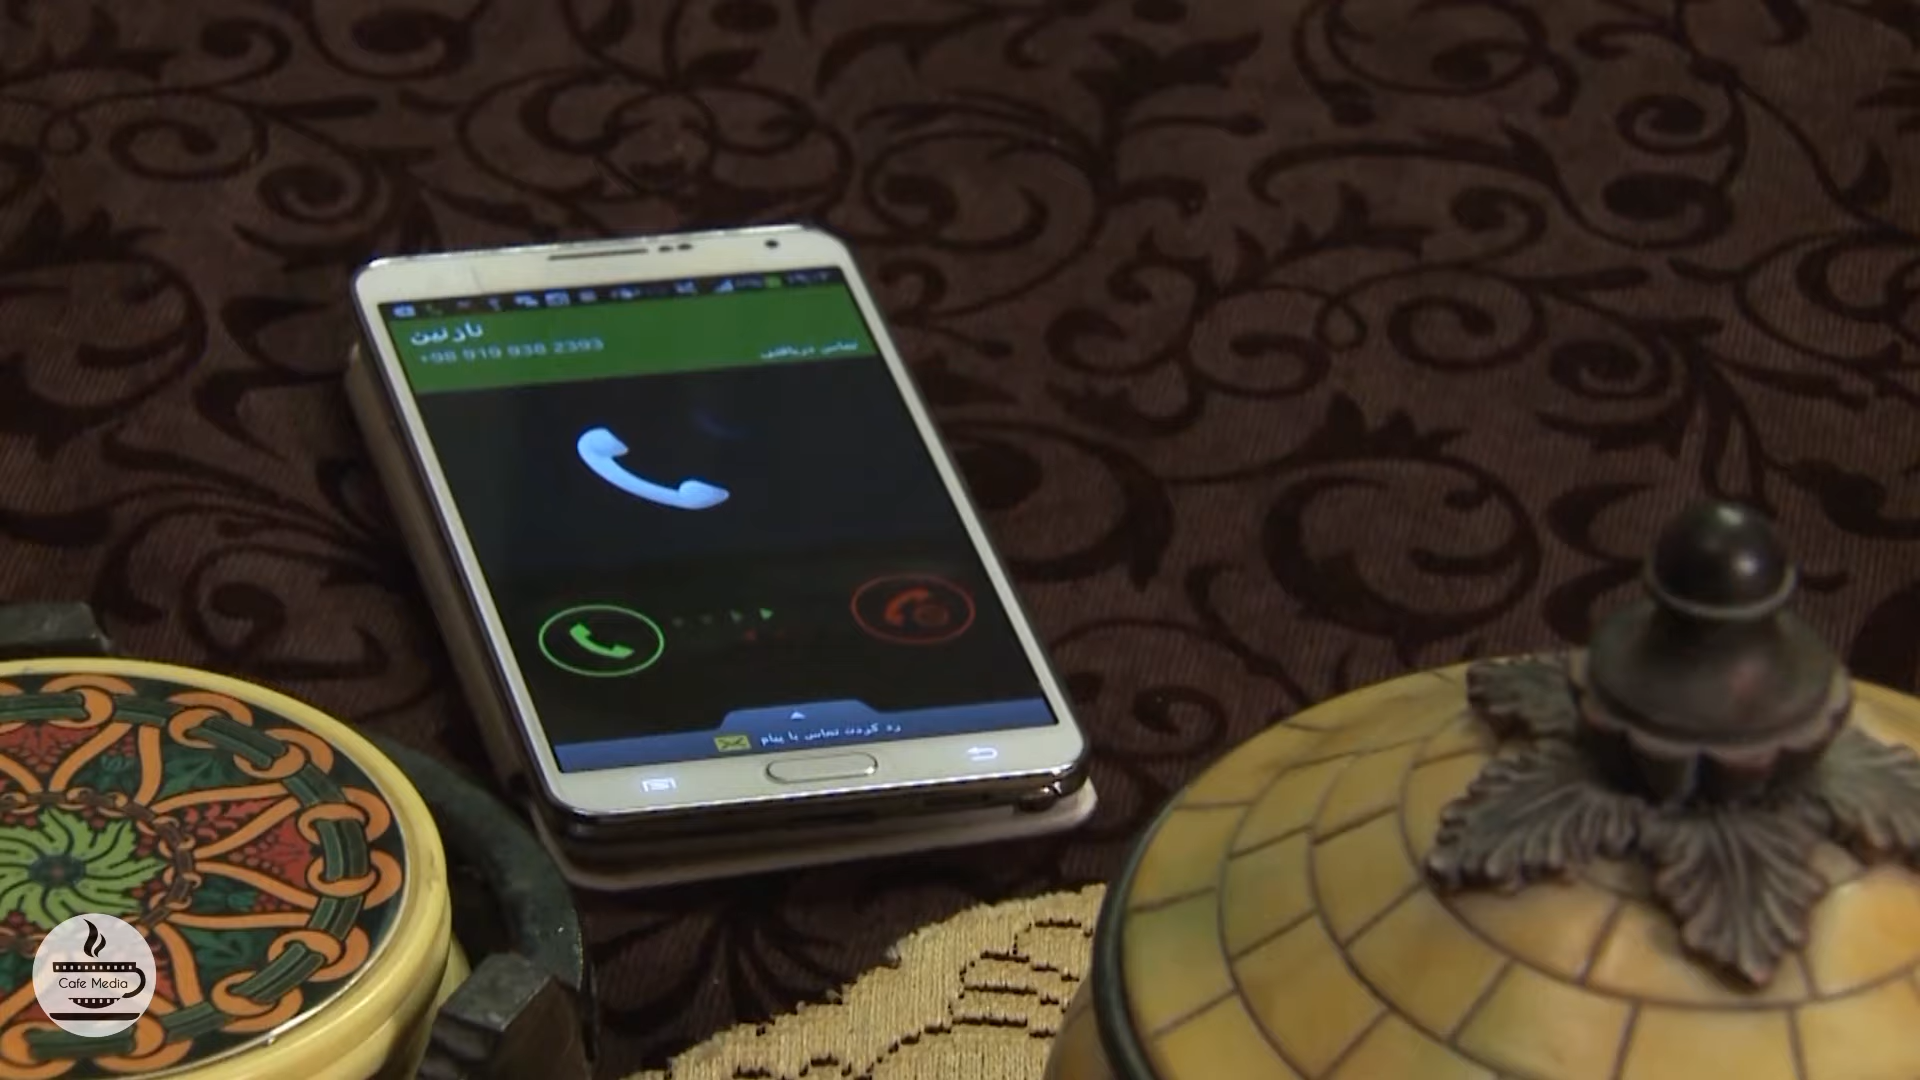 نازنین
+98 919 938 2393
تماس دریافتی
رد کردن تماس با پیام
Cafe Media